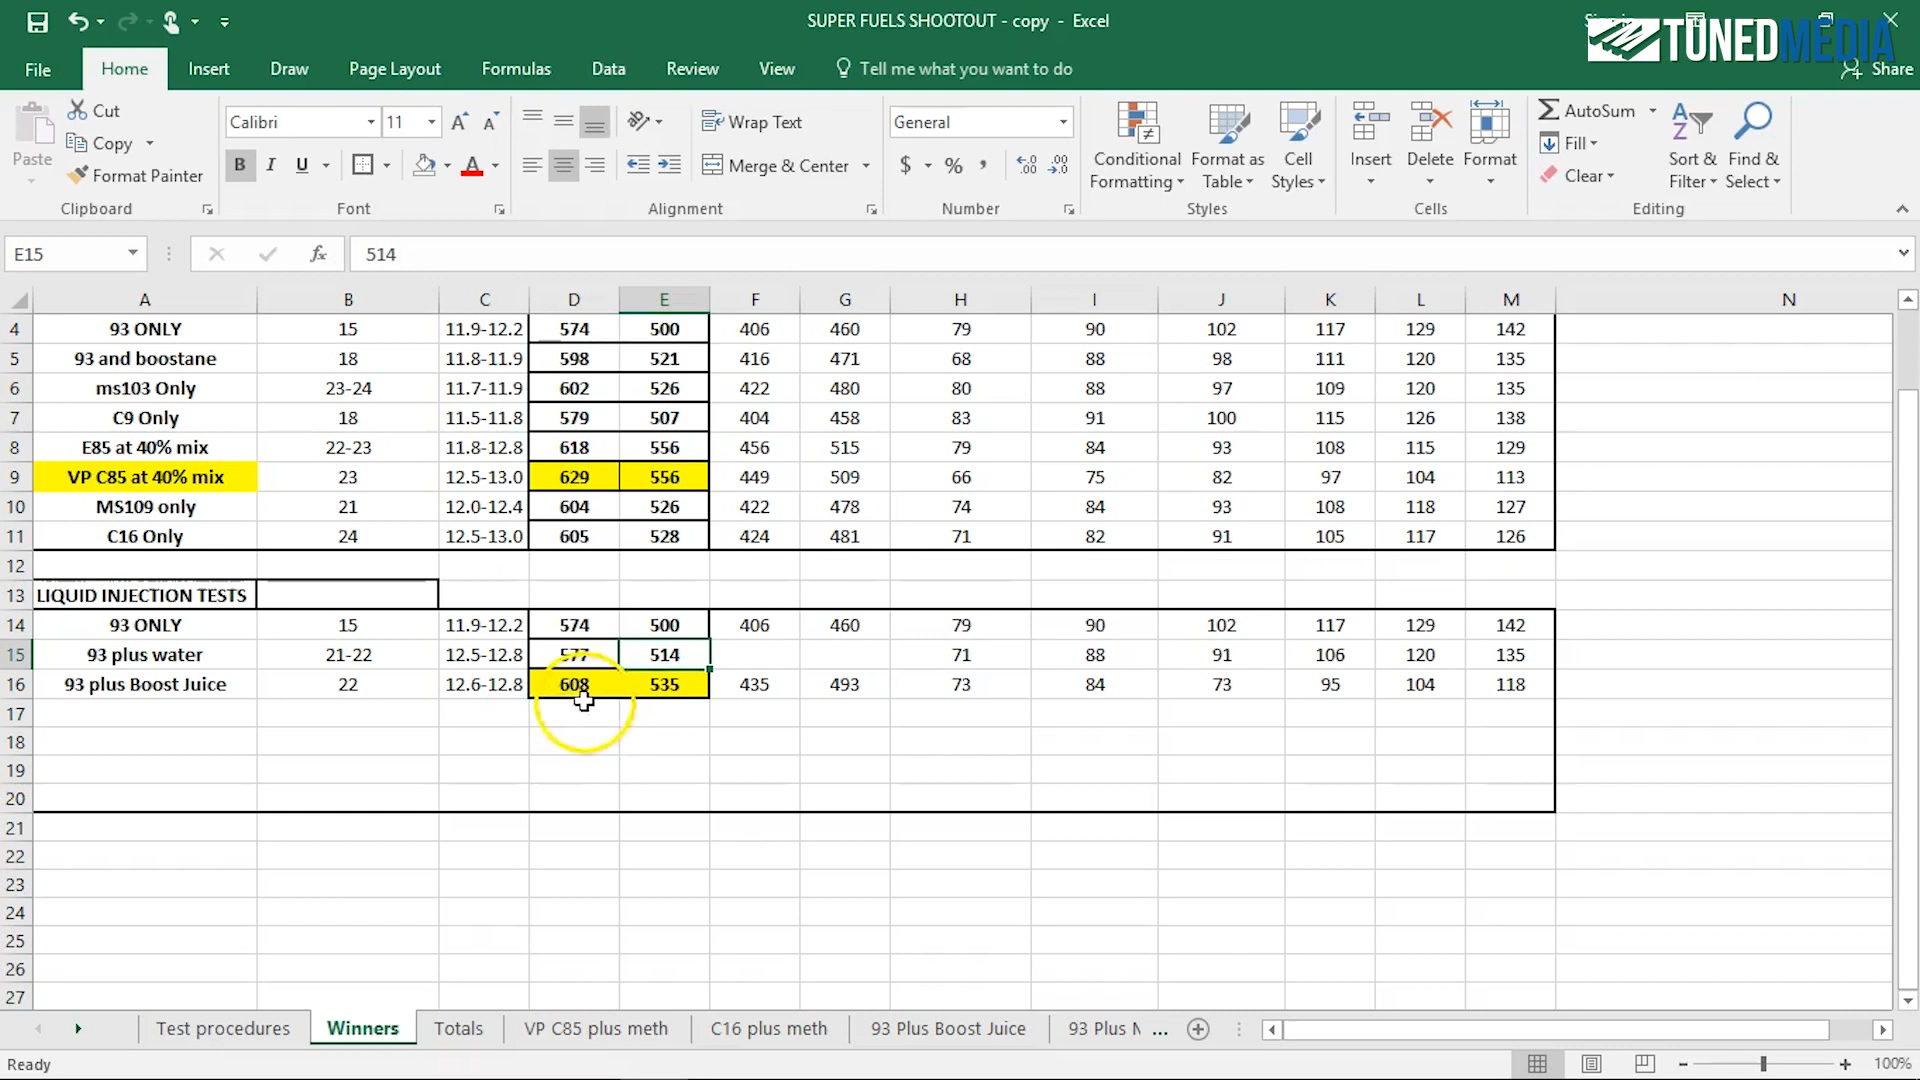 SUPER FUELS SHOOTOUT - copy - Excel
TUNEDMEDIA
File Home Insert Draw Page Layout Formulas Data Review View Tell me what you want to do Share
Paste
Cut
Copy
Format Painter
Clipboard
Calibri 11
B I U A
Font
Wrap Text
Merge & Center
Alignment
General
$ % ,
Number
Conditional Formatting
Format as Table
Cell Styles
Styles
Insert Delete Format
Cells
AutoSum
Fill
Clear
Sort & Filter
Find & Select
Editing
E15 fx 514
A B C D E F G H I J K L M N
4 93 ONLY 15 11.9-12.2 574 500 406 460 79 90 102 117 129 142
5 93 and boostane 18 11.8-11.9 598 521 416 471 68 88 98 111 120 135
6 ms103 Only 23-24 11.7-11.9 602 526 422 480 80 88 97 109 120 135
7 C9 Only 18 11.5-11.8 579 507 404 458 83 91 100 115 126 138
8 E85 at 40% mix 22-23 11.8-12.8 618 556 456 515 79 84 93 108 115 129
9 VP C85 at 40% mix 23 12.5-13.0 629 556 449 509 66 75 82 97 104 113
10 MS109 only 21 12.0-12.4 604 526 422 478 74 84 93 108 118 127
11 C16 Only 24 12.5-13.0 605 528 424 481 71 82 91 105 117 126
12
13 LIQUID INJECTION TESTS
14 93 ONLY 15 11.9-12.2 574 500 406 460 79 90 102 117 129 142
15 93 plus water 21-22 12.5-12.8 577 514 71 88 91 106 120 135
16 93 plus Boost Juice 22 12.6-12.8 608 535 435 493 73 84 73 95 104 118
17
18
19
20
21
22
23
24
25
26
27
Test procedures Winners Totals VP C85 plus meth C16 plus meth 93 Plus Boost Juice 93 Plus ...
Ready 100%